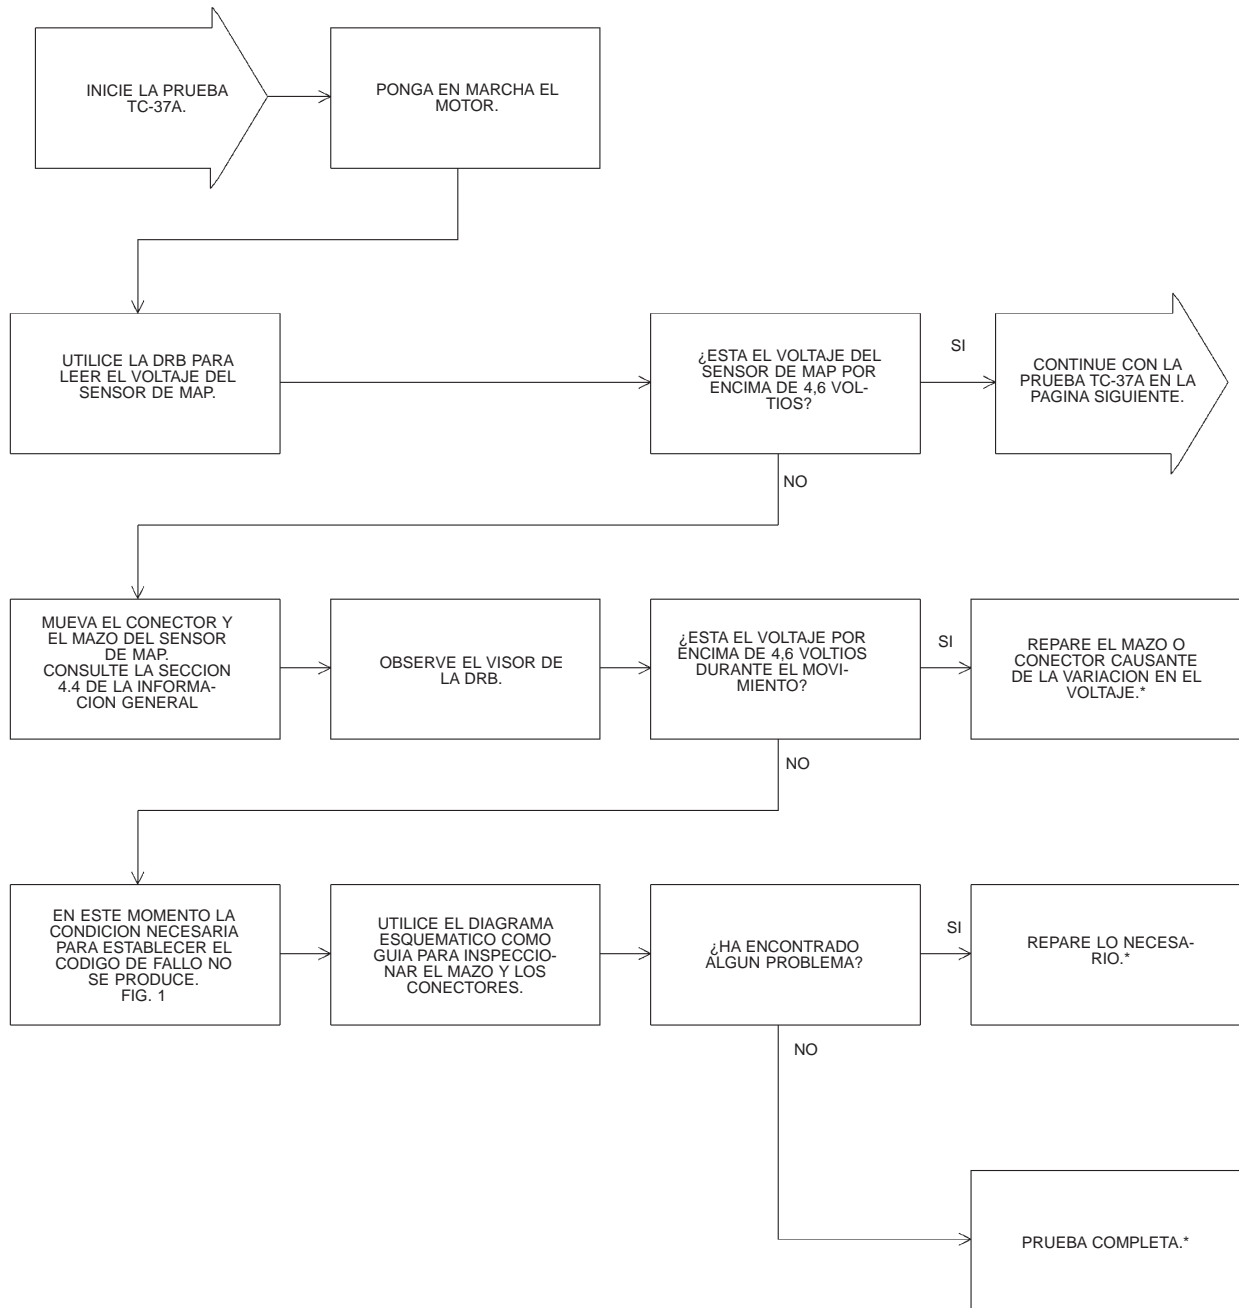 INICIE LA PRUEBA
TC-37A.
PONGA EN MARCHA EL
MOTOR.
UTILICE LA DRB PARA
LEER EL VOLTAJE DEL
SENSOR DE MAP.
¿ESTA EL VOLTAJE DEL
SENSOR DE MAP POR
ENCIMA DE 4,6 VOL-
TIOS?
SI
CONTINUE CON LA
PRUEBA TC-37A EN LA
PAGINA SIGUIENTE.
NO
MUEVA EL CONECTOR Y
EL MAZO DEL SENSOR
DE MAP.
CONSULTE LA SECCION
4.4 DE LA INFORMA-
CION GENERAL
OBSERVE EL VISOR DE
LA DRB.
¿ESTA EL VOLTAJE POR
ENCIMA DE 4,6 VOLTIOS
DURANTE EL MOVI-
MIENTO?
SI
REPARE EL MAZO O
CONECTOR CAUSANTE
DE LA VARIACION EN EL
VOLTAJE.*
NO
EN ESTE MOMENTO LA
CONDICION NECESARIA
PARA ESTABLECER EL
CODIGO DE FALLO NO
SE PRODUCE.
FIG. 1
UTILICE EL DIAGRAMA
ESQUEMATICO COMO
GUIA PARA INSPECCIO-
NAR EL MAZO Y LOS
CONECTORES.
¿HA ENCONTRADO
ALGUN PROBLEMA?
SI
REPARE LO NECESA-
RIO.*
NO
PRUEBA COMPLETA.*